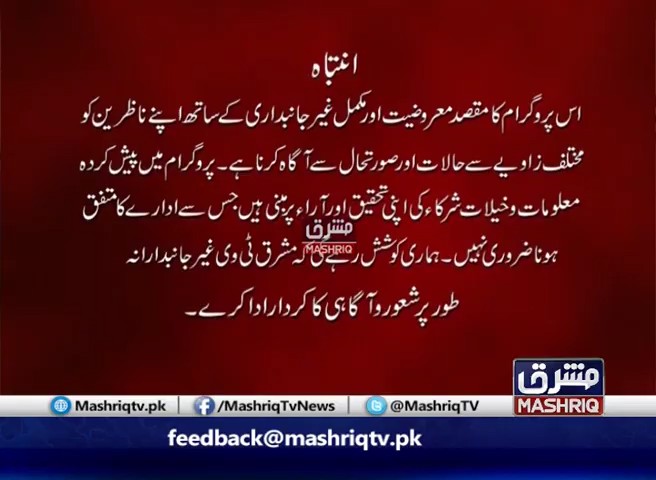 انتباہ
اس پروگرام کا مقصد معروضیت اور مکمل غیر جانبداری کے ساتھ اپنے ناظرین کو
مختلف زاویے سے حالات اور صورتحال سے آگاہ کرنا ہے۔ پروگرام میں پیش کردہ
معلومات و خیلات شرکاء کی اپنی تحقیق اور آراء پر مبنی ہیں جس سے ادارے کا متفق
مشرق
MASHRIQ
ہونا ضروری نہیں۔ ہماری کوشش رہے گی کہ مشرق ٹی وی غیر جانبدارانہ
طور پر شعور و آگاہی کا کردار ادا کرے۔
مشرق
MASHRIQ
Mashriqtv.pk /MashriqTvNews @MashriqTV
feedback@mashriqtv.pk